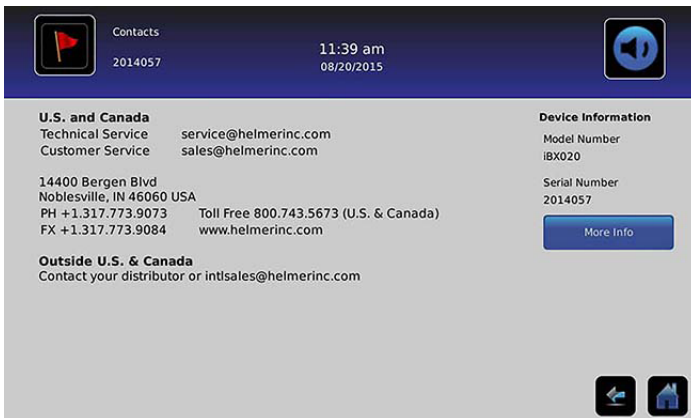 Contacts
2014057
11:39 am
08/20/2015
U.S. and Canada
Technical Service service@helmerinc.com
Customer Service sales@helmerinc.com
14400 Bergen Blvd
Noblesville, IN 46060 USA
PH +1.317.773.9073 Toll Free 800.743.5673 (U.S. & Canada)
FX +1.317.773.9084 www.helmerinc.com
Outside U.S. & Canada
Contact your distributor or intlsales@helmerinc.com
Device Information
Model Number
iBX020
Serial Number
2014057
More Info